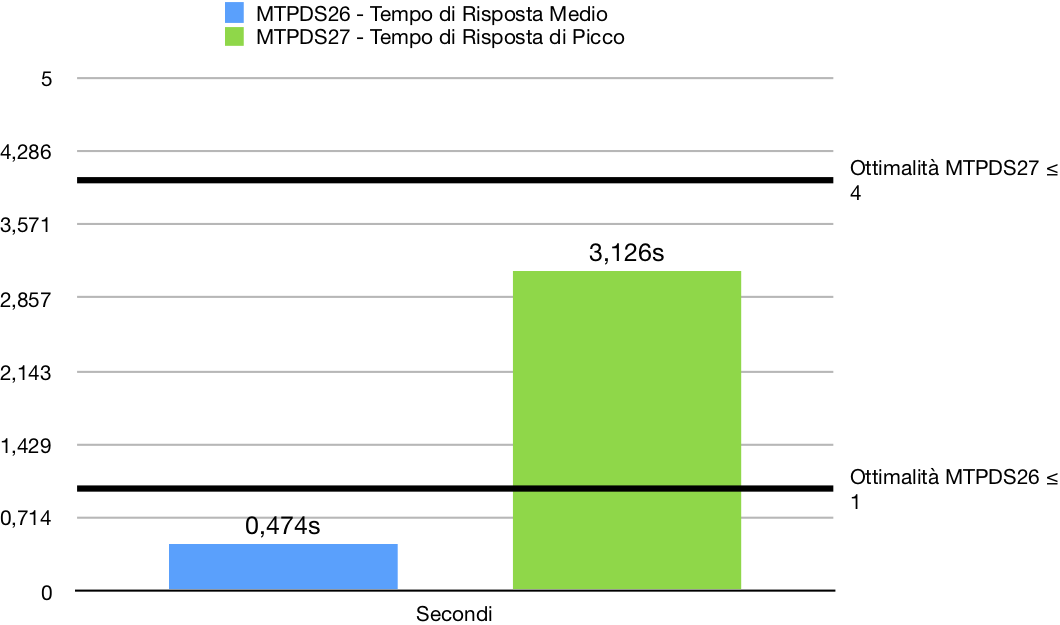 MTPDS26 - Tempo di Risposta Medio
MTPDS27 - Tempo di Risposta di Picco
5
4,286
Ottimalità MTPDS27 ≤
4
3,571
3,126s
2,857
2,143
1,429
Ottimalità MTPDS26 ≤
1
0,714
0,474s
0
Secondi